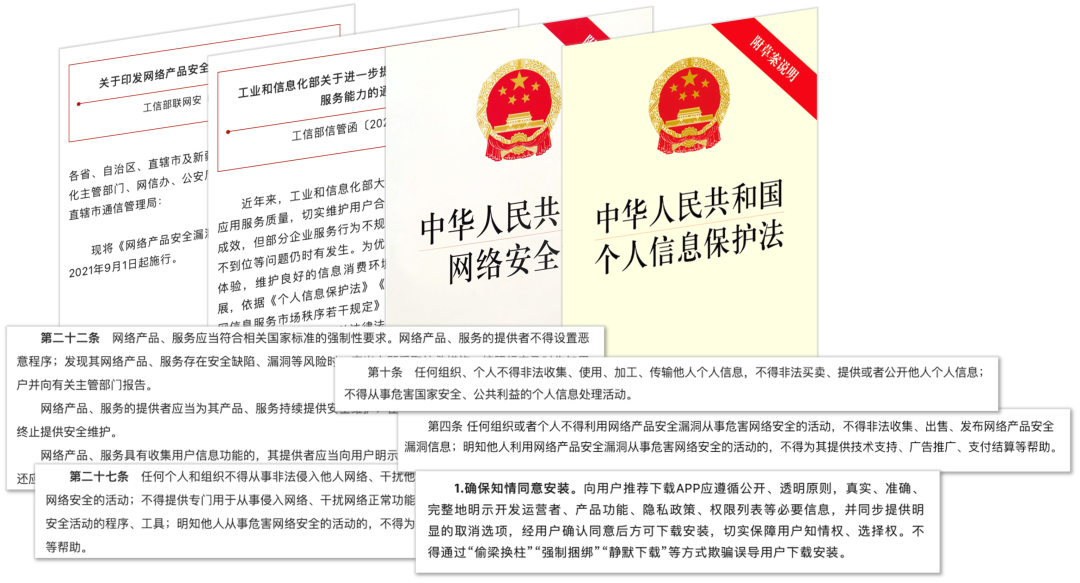 关于印发网络产品安全
工信部联网安
各省、自治区、直辖市及新疆
化主管部门、网信办、公安厅
直辖市通信管理局：
现将《网络产品安全漏洞
2021年9月1日起施行。
工业和信息化部关于进一步提
服务能力的通
工信部信管函〔202
近年来，工业和信息化部大
应用服务质量，切实维护用户合
成效，但部分企业服务行为不规
不到位等问题仍时有发生。为优
体验，维护良好的信息消费环境
展，依据《个人信息保护法》《
网信息服务市场秩序若干规定》
中华人民共
网络安全
附草案说明
中华人民共和国
个人信息保护法
第二十二条 网络产品、服务应当符合相关国家标准的强制性要求。网络产品、服务的提供者不得设置恶
意程序；发现其网络产品、服务存在安全缺陷、漏洞等风险时
户并向有关主管部门报告。
网络产品、服务的提供者应当为其产品、服务持续提供安全维护
终止提供安全维护。
网络产品、服务具有收集用户信息功能的，其提供者应当向用户明示
还应
第十条 任何组织、个人不得非法收集、使用、加工、传输他人个人信息，不得非法买卖、提供或者公开他人个人信息；
不得从事危害国家安全、公共利益的个人信息处理活动。
第四条 任何组织或者个人不得利用网络产品安全漏洞从事危害网络安全的活动，不得非法收集、出售、发布网络产品安全
漏洞信息；明知他人利用网络产品安全漏洞从事危害网络安全的活动的，不得为其提供技术支持、广告推广、支付结算等帮助。
第二十七条 任何个人和组织不得从事非法侵入他人网络、干扰他
网络安全的活动；不得提供专门用于从事侵入网络、干扰网络正常功能
安全活动的程序、工具；明知他人从事危害网络安全的活动的，不得为
等帮助。
1.确保知情同意安装。向用户推荐下载APP应遵循公开、透明原则，真实、准确、
完整地明示开发运营者、产品功能、隐私政策、权限列表等必要信息，并同步提供明
显的取消选项，经用户确认同意后方可下载安装，切实保障用户知情权、选择权。不
得通过“偷梁换柱”“强制捆绑”“静默下载”等方式欺骗误导用户下载安装。